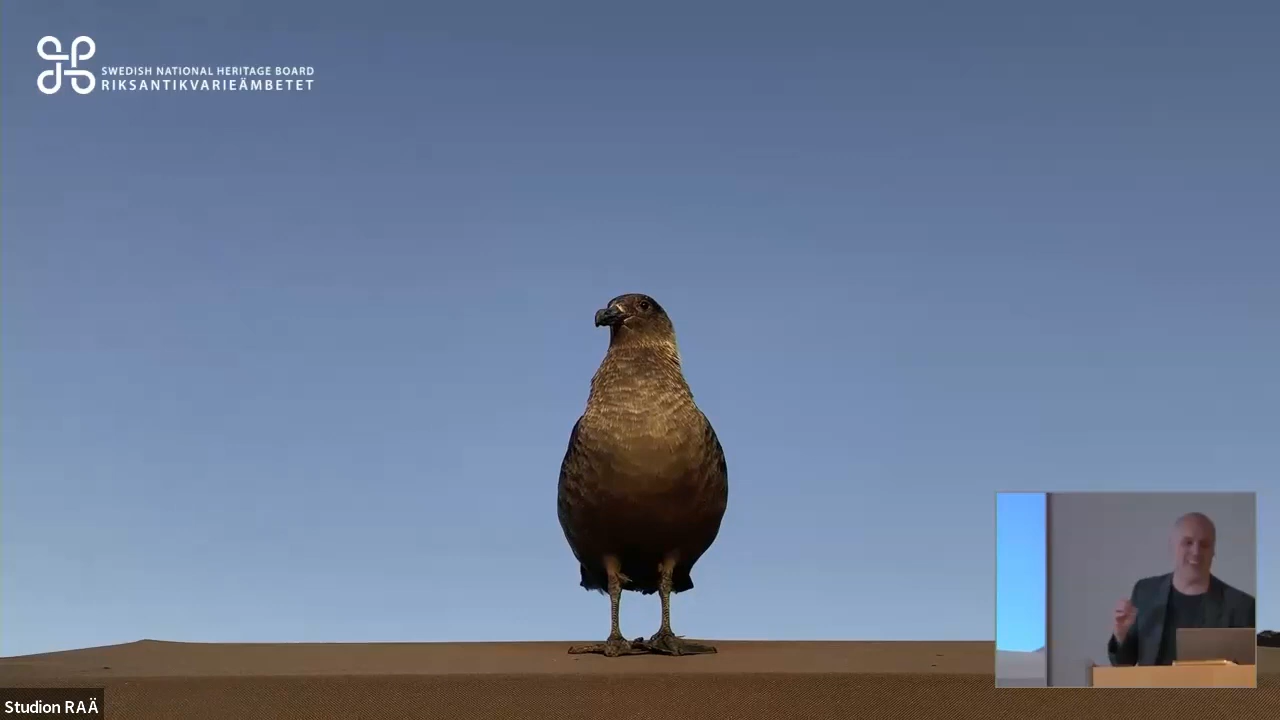 SWEDISH NATIONAL HERITAGE BOARD
RIKSANTIKVARIEÄMBETET
Studion RAÄ